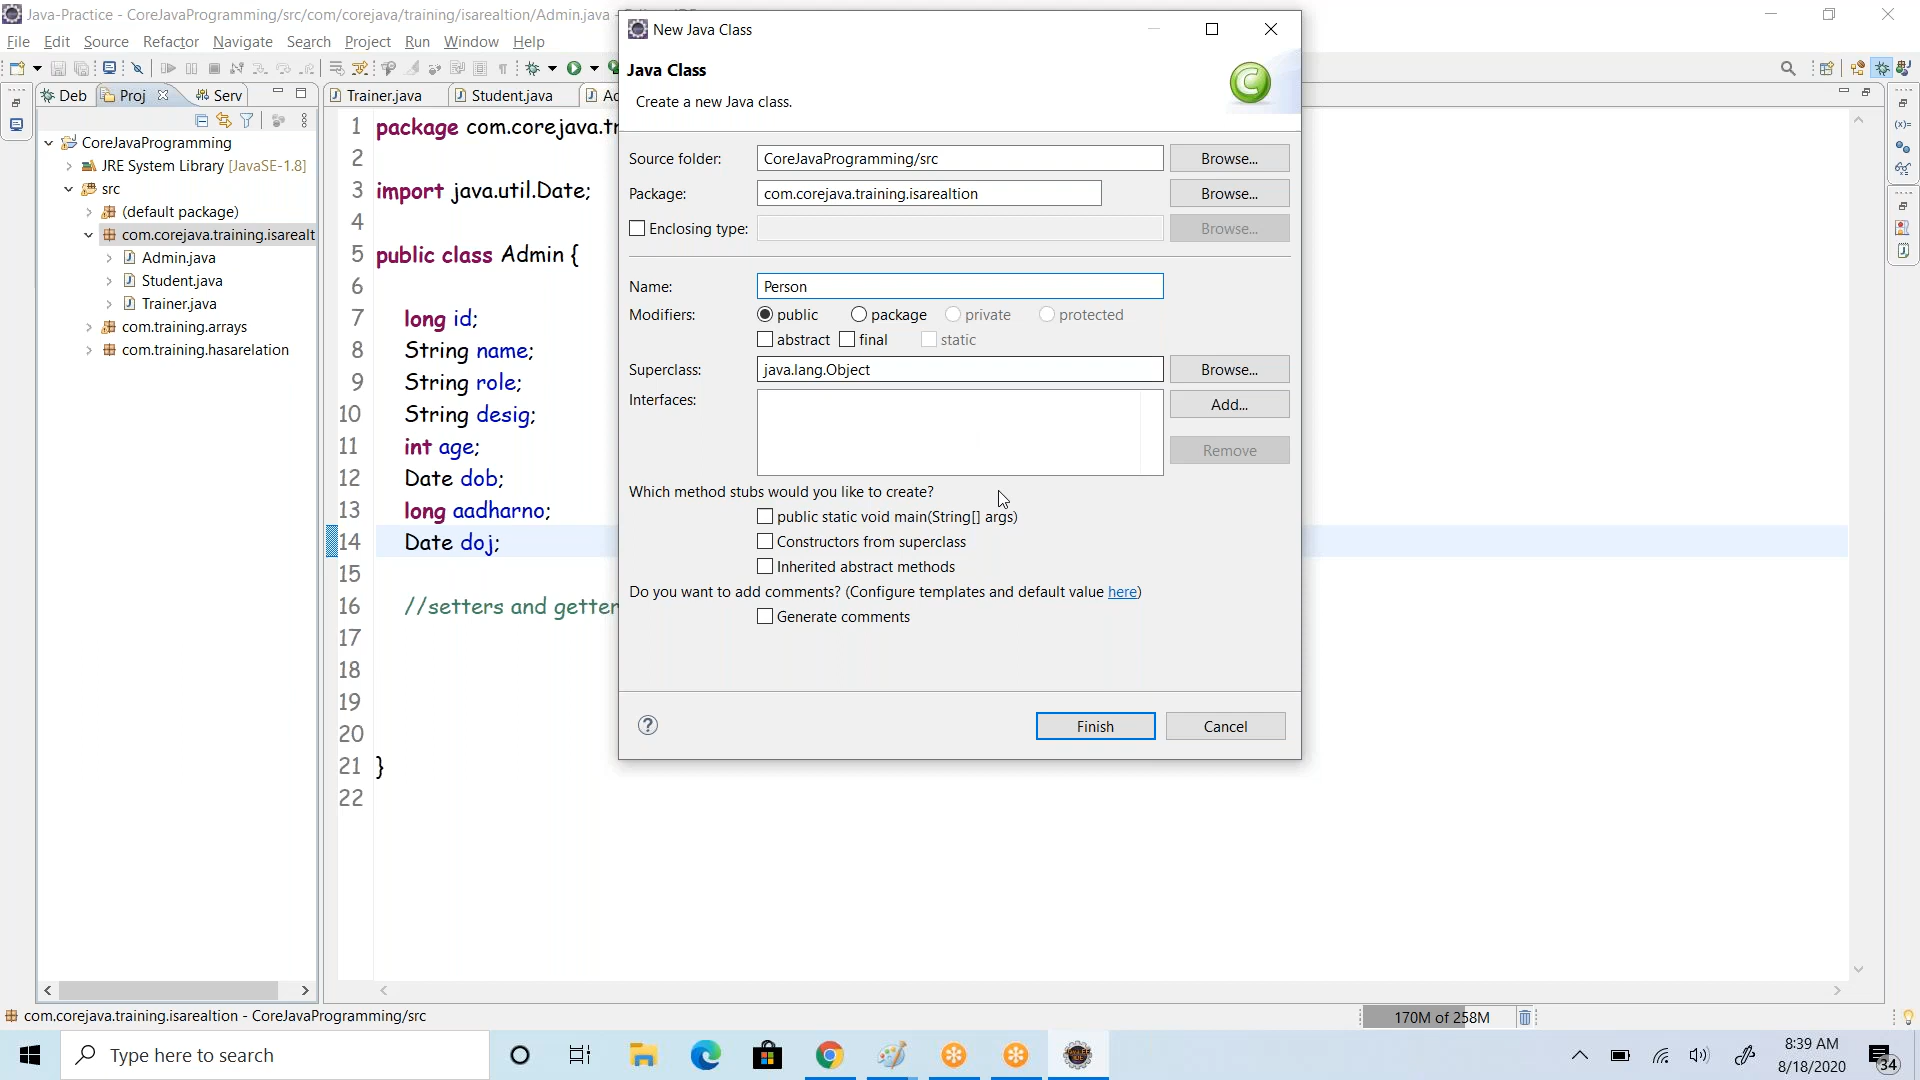 Java-Practice - CoreJavaProgramming/src/com/corejava/training/isarealtion/Admin.java
File Edit Source Refactor Navigate Search Project Run Window Help
Deb Proj Serv
Trainer.java Student.java
CoreJavaProgramming
JRE System Library [JavaSE-1.8]
src
(default package)
com.corejava.training.isarealt
Admin.java
Student.java
Trainer.java
com.training.arrays
com.training.hasarelation
1 package com.corejava.tr
2
3 import java.util.Date;
4
5 public class Admin {
6
7 long id;
8 String name;
9 String role;
10 String desig;
11 int age;
12 Date dob;
13 long aadharno;
14 Date doj;
15
16 //setters and getter
17
18
19
20
21 }
22
New Java Class
Java Class
Create a new Java class.
Source folder: CoreJavaProgramming/src Browse...
Package: com.corejava.training.isarealtion Browse...
Enclosing type: Browse...
Name: Person
Modifiers: public package private protected
abstract final static
Superclass: java.lang.Object Browse...
Interfaces: Add...
Remove
Which method stubs would you like to create?
public static void main(String[] args)
Constructors from superclass
Inherited abstract methods
Do you want to add comments? (Configure templates and default value here)
Generate comments
Finish Cancel
com.corejava.training.isarealtion - CoreJavaProgramming/src
170M of 258M
Type here to search
8:39 AM
8/18/2020
34